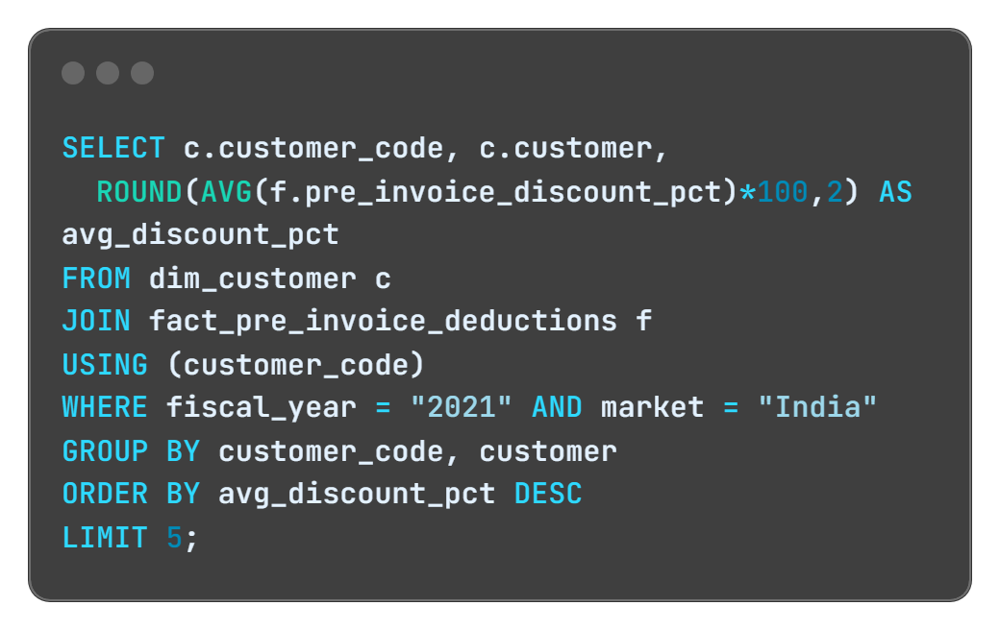 SELECT c.customer_code, c.customer,
  ROUND(AVG(f.pre_invoice_discount_pct)*100,2) AS
avg_discount_pct
FROM dim_customer c
JOIN fact_pre_invoice_deductions f
USING (customer_code)
WHERE fiscal_year = "2021" AND market = "India"
GROUP BY customer_code, customer
ORDER BY avg_discount_pct DESC
LIMIT 5;